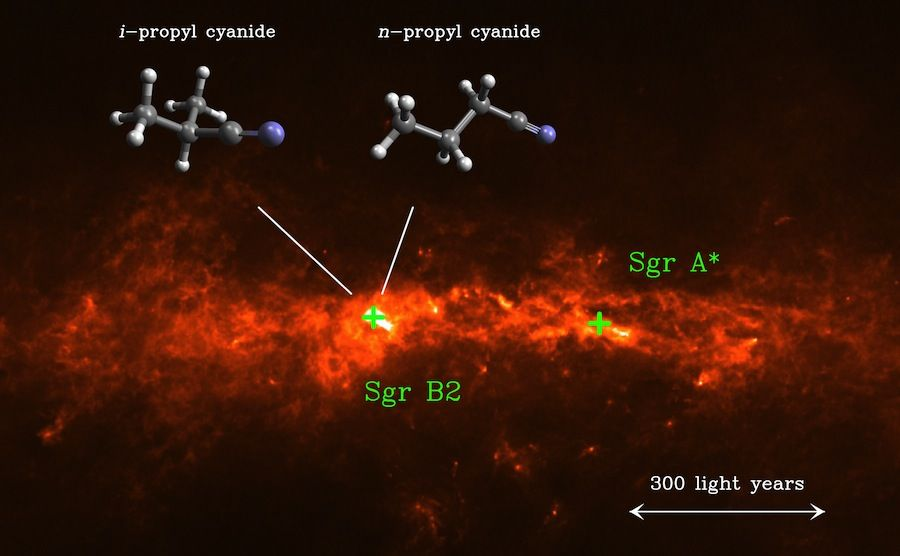 i-propyl cyanide
n-propyl cyanide
Sgr A*
Sgr B2
300 light years